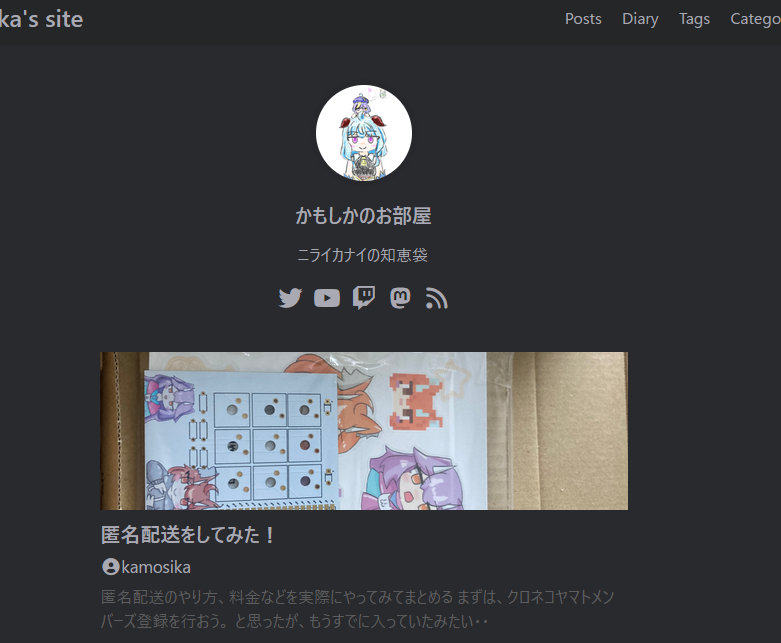 ka's site
Posts Diary Tags Catego
かもしかのお部屋
ニライカナイの知恵袋
匿名配送をしてみた！
kamosika
匿名配送のやり方、料金などを実際にやってみてまとめる まずは、クロネコヤマトメン
バーズ登録を行おう。と思ったが、もうすでに入っていたみたい・・